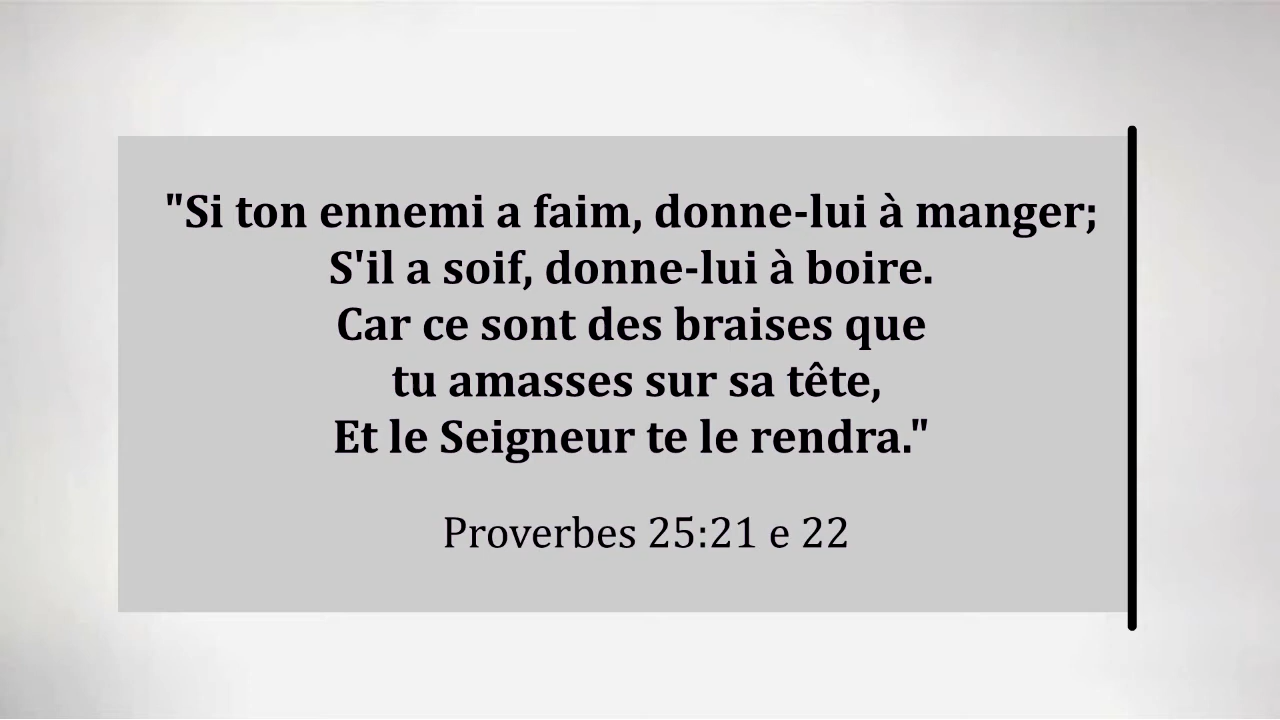 "Si ton ennemi a faim, donne-lui à manger;
S'il a soif, donne-lui à boire.
Car ce sont des braises que
tu amasses sur sa tête,
Et le Seigneur te le rendra."
Proverbes 25:21 e 22